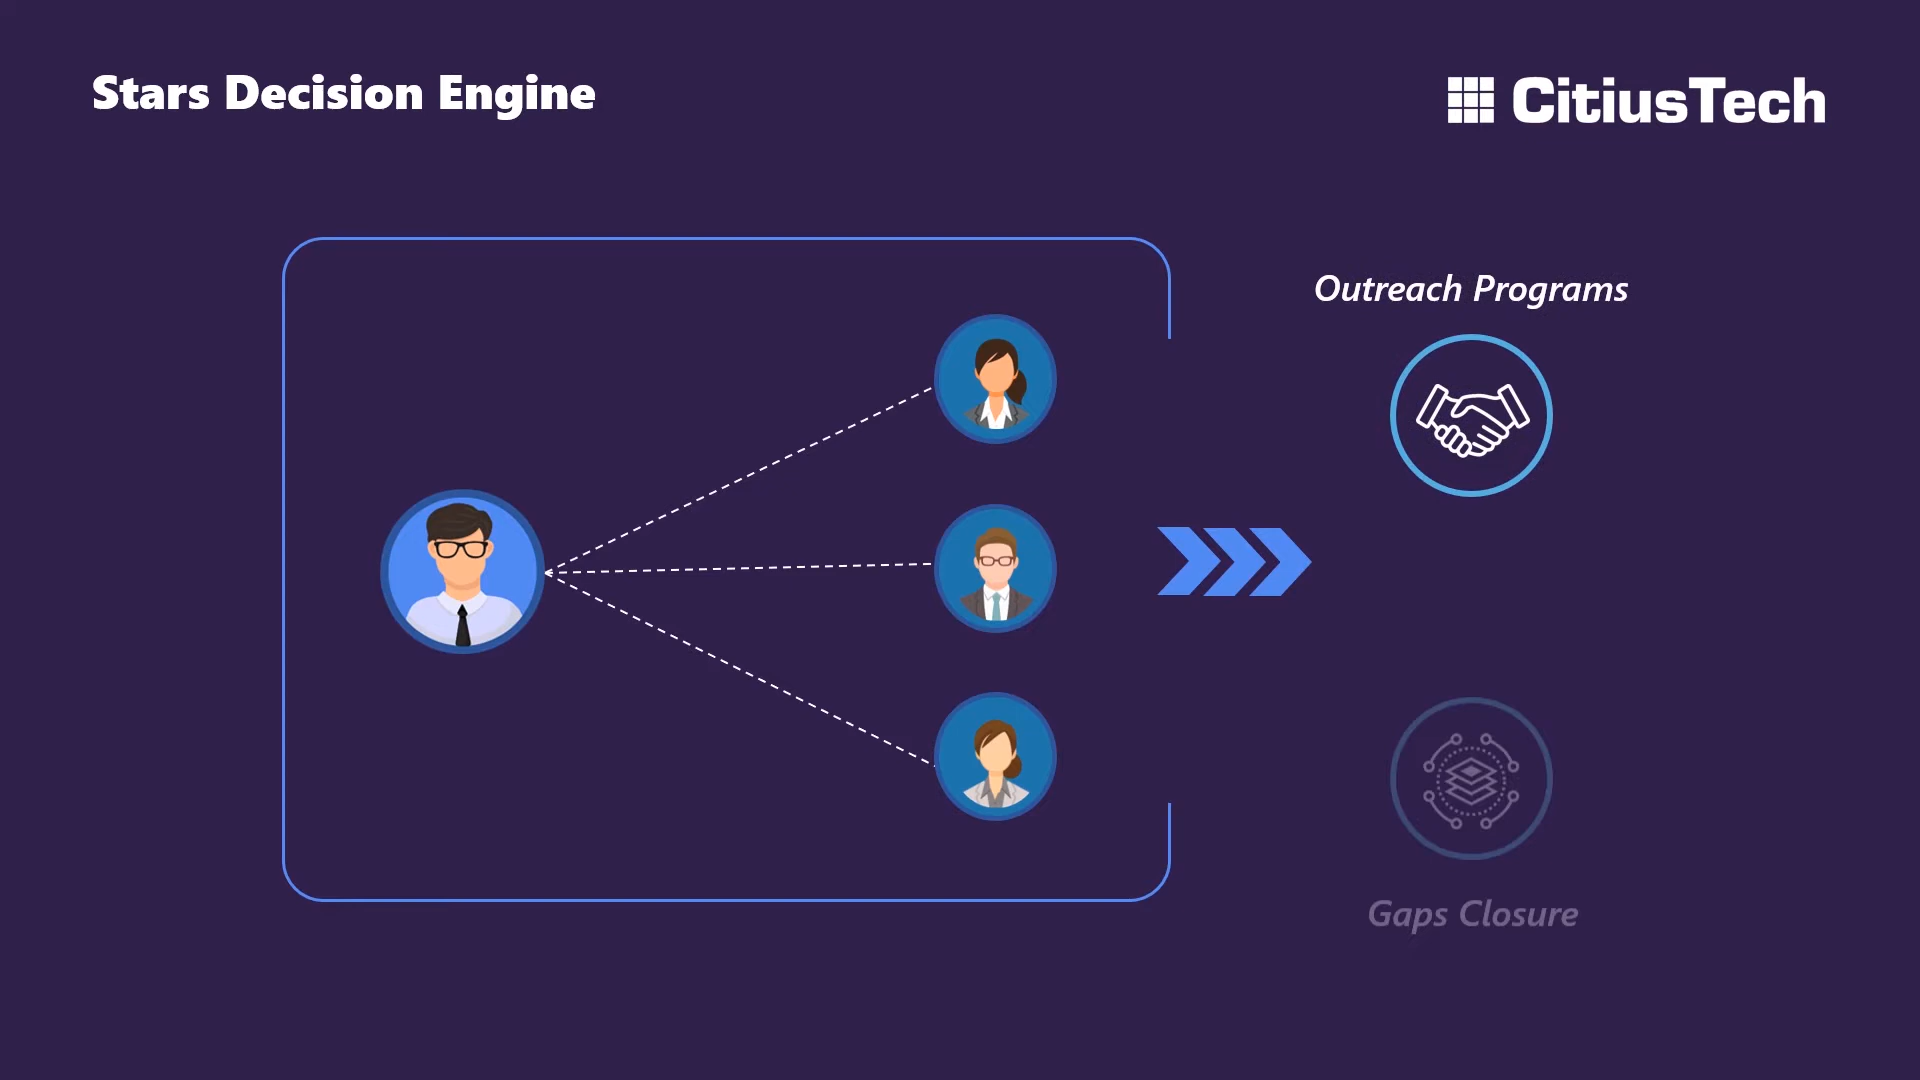 Stars Decision Engine
CitiusTech
Outreach Programs
Gaps Closure